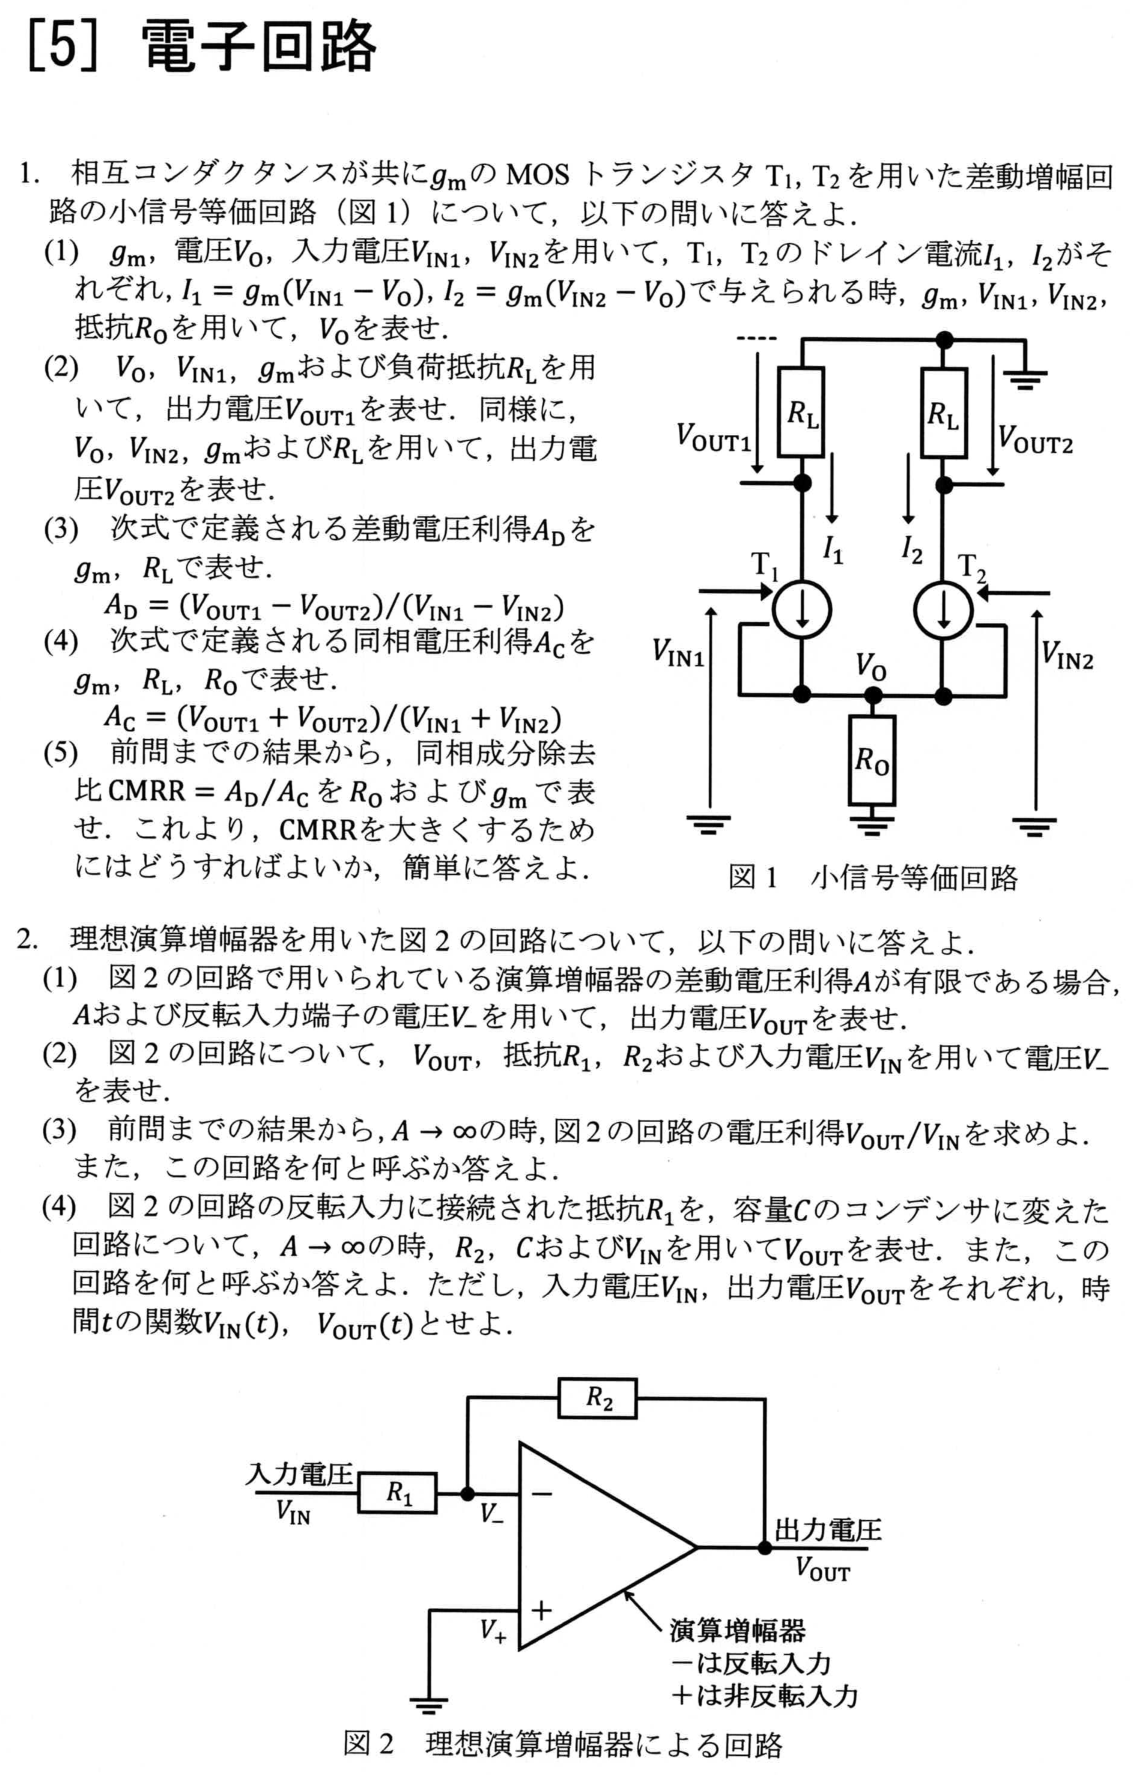 [5] 電子回路
1. 相互コンダクタンスが共にgmの MOS トランジスタ T1, T2を用いた差動増幅回
路の小信号等価回路（図 1）について，以下の問いに答えよ．
(1) gm，電圧VO，入力電圧VIN1，VIN2を用いて，T1，T2のドレイン電流I1，I2がそ
れぞれ, I1 = gm(VIN1 − VO), I2 = gm(VIN2 − VO)で与えられる時，gm, VIN1, VIN2,
抵抗ROを用いて，VOを表せ．
(2) VO，VIN1，gmおよび負荷抵抗RLを用
いて，出力電圧VOUT1を表せ．同様に，
VO, VIN2, gmおよびRLを用いて，出力電
圧VOUT2を表せ．
(3) 次式で定義される差動電圧利得ADを
gm，RLで表せ．
AD = (VOUT1 − VOUT2)/(VIN1 − VIN2)
(4) 次式で定義される同相電圧利得ACを
gm，RL，ROで表せ．
AC = (VOUT1 + VOUT2)/(VIN1 + VIN2)
(5) 前問までの結果から，同相成分除去
比CMRR = AD/ACをROおよびgmで表
せ．これより，CMRRを大きくするため
にはどうすればよいか，簡単に答えよ．
RL
RL
VOUT1
VOUT2
I1
I2
T1
T2
VIN1
VO
VIN2
RO
図 1 小信号等価回路
2. 理想演算増幅器を用いた図 2 の回路について，以下の問いに答えよ．
(1) 図 2 の回路で用いられている演算増幅器の差動電圧利得Aが有限である場合，
Aおよび反転入力端子の電圧V−を用いて，出力電圧VOUTを表せ．
(2) 図 2 の回路について，VOUT，抵抗R1，R2および入力電圧VINを用いて電圧V−
を表せ．
(3) 前問までの結果から, A → ∞の時, 図 2 の回路の電圧利得VOUT/VINを求めよ．
また，この回路を何と呼ぶか答えよ．
(4) 図 2 の回路の反転入力に接続された抵抗R1を，容量Cのコンデンサに変えた
回路について，A → ∞の時，R2，CおよびVINを用いてVOUTを表せ．また，この
回路を何と呼ぶか答えよ．ただし，入力電圧VIN，出力電圧VOUTをそれぞれ，時
間tの関数VIN(t)，VOUT(t)とせよ．
R2
入力電圧
VIN
R1
V−
−
出力電圧
VOUT
V+
+
演算増幅器
−は反転入力
＋は非反転入力
図 2 理想演算増幅器による回路